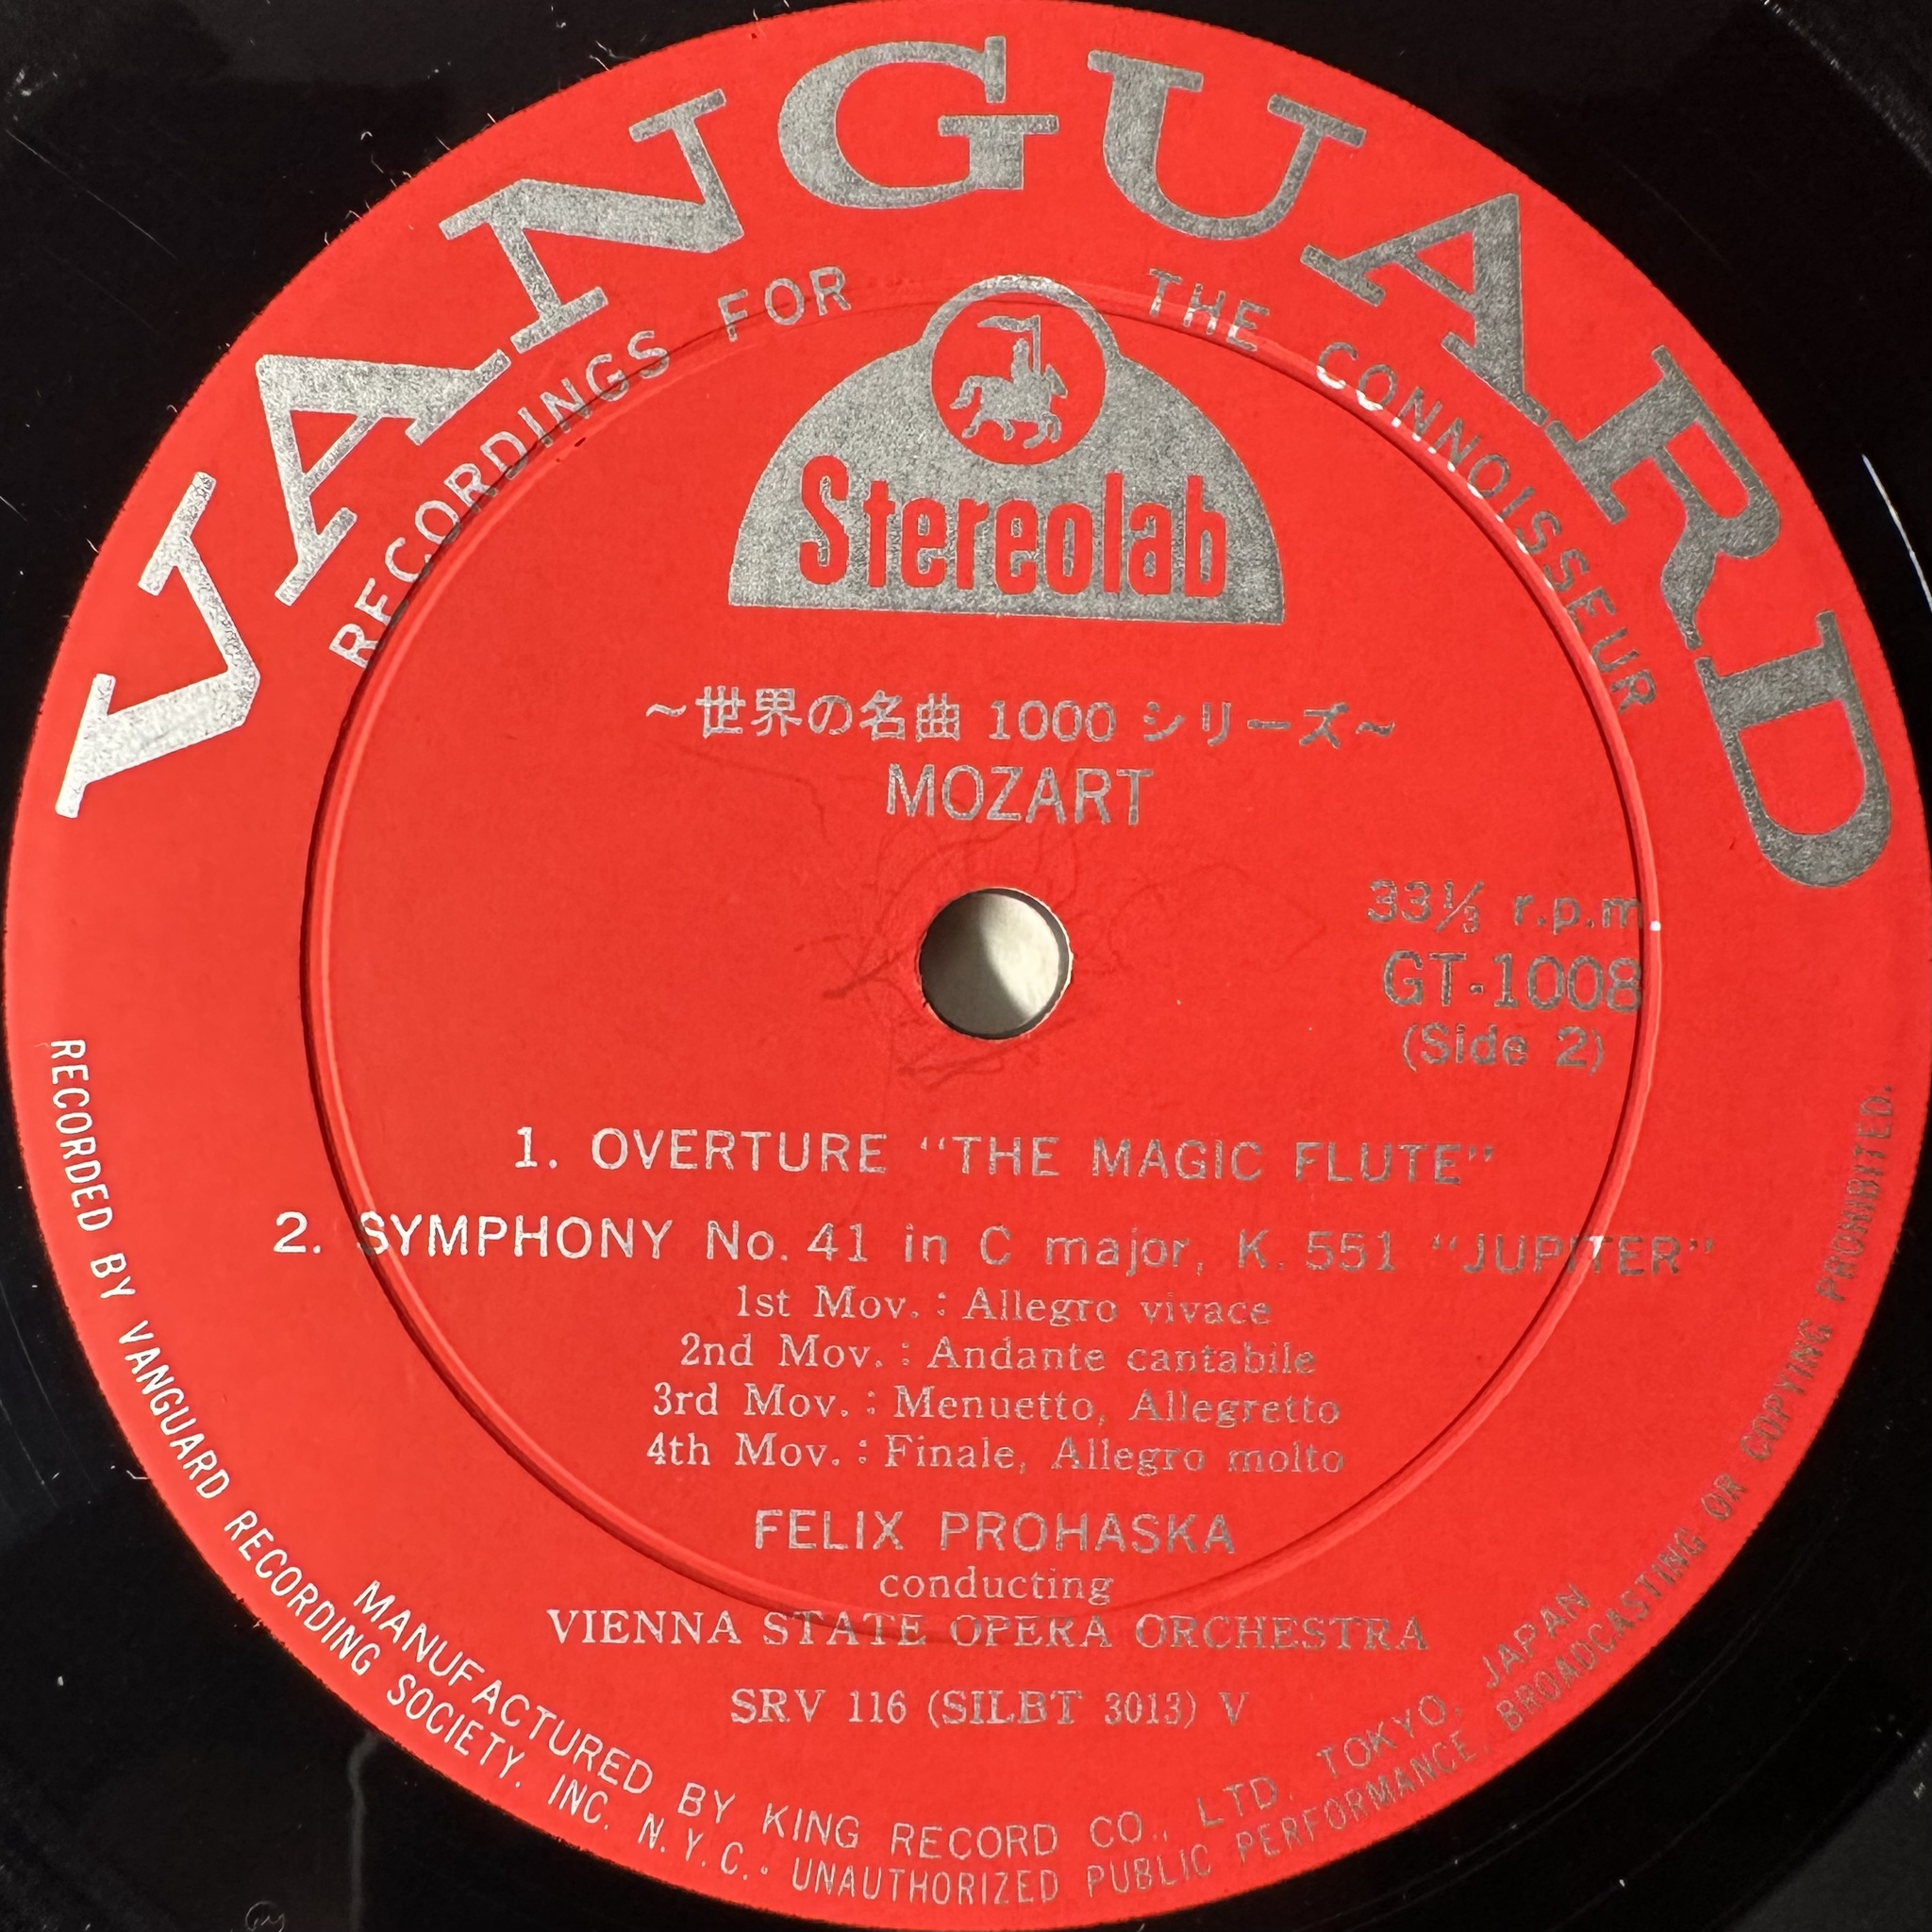 VANGUARD
RECORDINGS FOR THE CONNOISSEUR
Stereolab
~世界の名曲 1000 シリーズ~
MOZART
33⅓ r.p.m.
GT-1008
(Side 2)
1. OVERTURE "THE MAGIC FLUTE"
2. SYMPHONY No. 41 in C major, K. 551 "JUPITER"
1st Mov. : Allegro vivace
2nd Mov. : Andante cantabile
3rd Mov. : Menuetto, Allegretto
4th Mov. : Finale, Allegro molto
FELIX PROHASKA
conducting
VIENNA STATE OPERA ORCHESTRA
SRV 116 (SILBT 3013) V
MANUFACTURED BY KING RECORD CO., LTD. TOKYO, JAPAN
RECORDED BY VANGUARD RECORDING SOCIETY. INC. N.Y.C.· UNAUTHORIZED PUBLIC PERFORMANCE, BROADCASTING OR COPYING PROHIBITED.